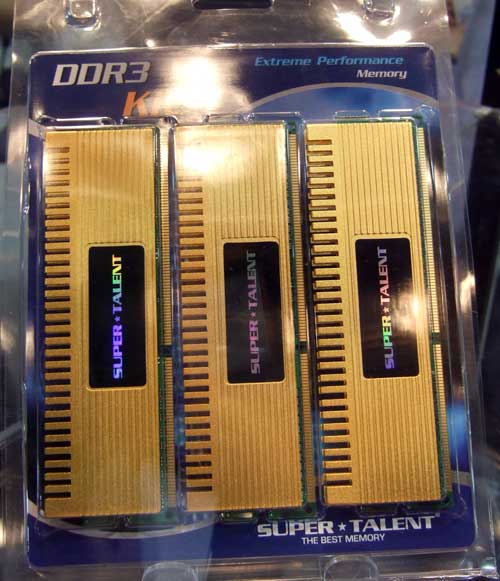 DDR3
Extreme Performance
Memory
SUPER★TALENT
SUPER★TALENT
SUPER★TALENT
SUPER★TALENT
THE BEST MEMORY